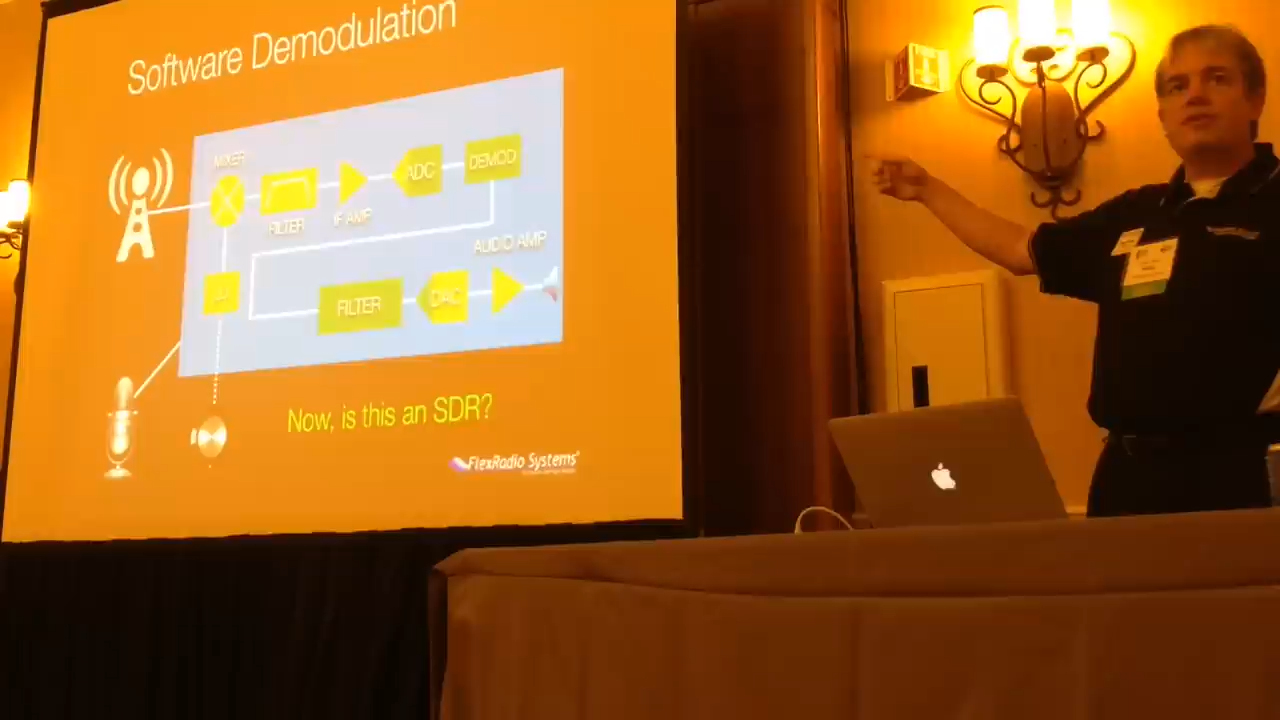 Software Demodulation
MIXER
FILTER
IF AMP
ADC
DEMOD
AUDIO AMP
FILTER
DAC
Now, is this an SDR?
FlexRadio Systems®